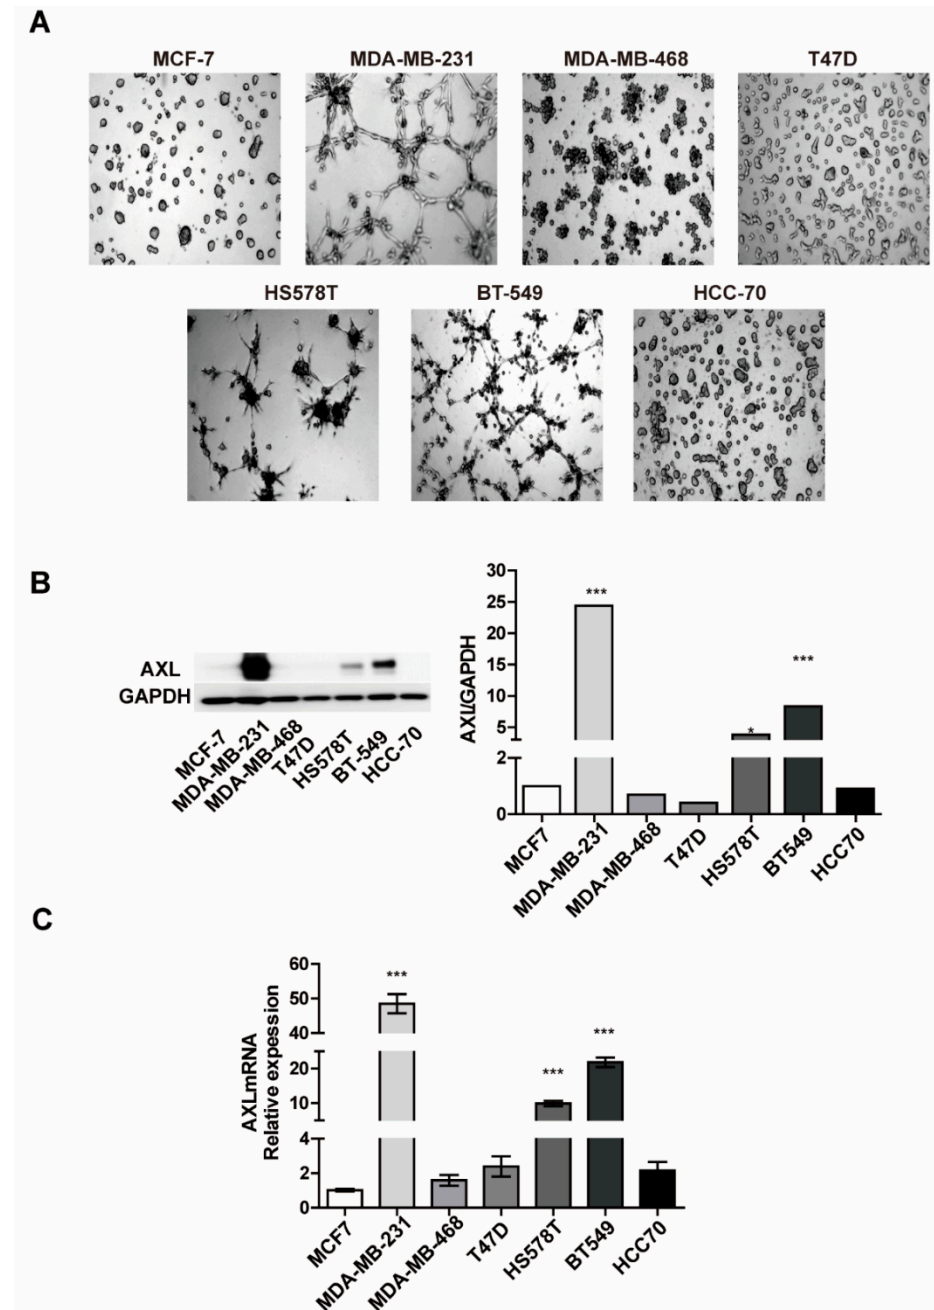 A
MCF-7 MDA-MB-231 MDA-MB-468 T47D
HS578T BT-549 HCC-70
B
AXL
GAPDH
MCF-7
MDA-MB-231
MDA-MB-468
T47D
HS578T
BT-549
HCC-70
AXL/GAPDH
30
25
20
15
10
5
2
0
***
*
***
MCF7
MDA-MB-231
MDA-MB-468
T47D
HS578T
BT549
HCC70
C
AXLmRNA
Relative expession
60
50
40
20
10
4
2
0
***
***
***
MCF7
MDA-MB-231
MDA-MB-468
T47D
HS578T
BT549
HCC70